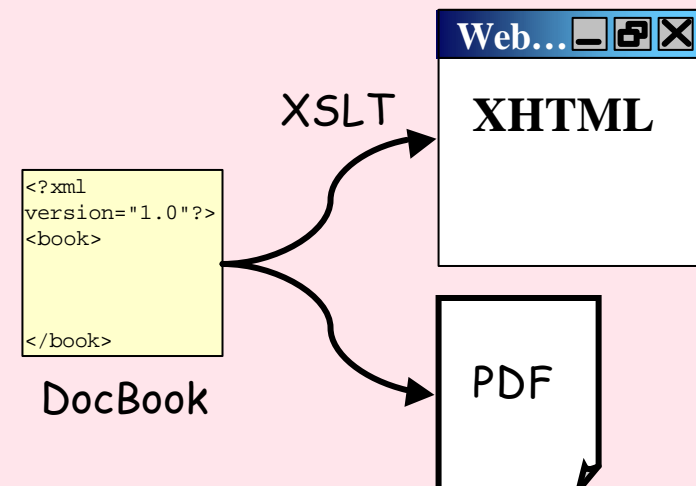 Web...
XSLT
XHTML
<?xml
version="1.0"?>
<book>
</book>
DocBook
PDF